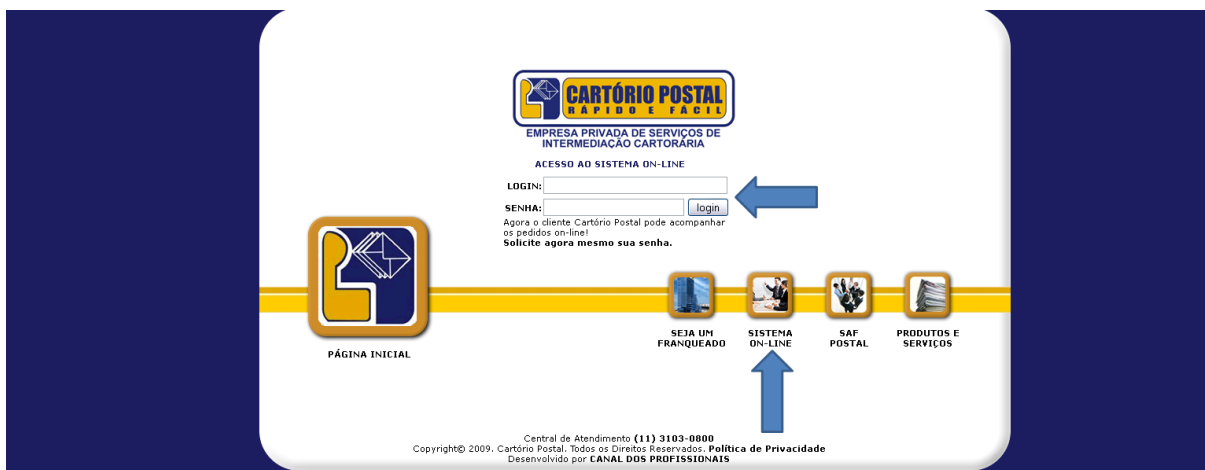 CARTÓRIO POSTAL
RÁPIDO E FÁCIL
EMPRESA PRIVADA DE SERVIÇOS DE
INTERMEDIAÇÃO CARTORÁRIA
ACESSO AO SISTEMA ON-LINE
LOGIN:
SENHA: login
Agora o cliente Cartório Postal pode acompanhar
os pedidos on-line!
Solicite agora mesmo sua senha.
PÁGINA INICIAL
SEJA UM
FRANQUEADO
SISTEMA
ON-LINE
SAF
POSTAL
PRODUTOS E
SERVIÇOS
Central de Atendimento (11) 3103-0800
Copyright© 2009. Cartório Postal. Todos os Direitos Reservados. Política de Privacidade
Desenvolvido por CANAL DOS PROFISSIONAIS